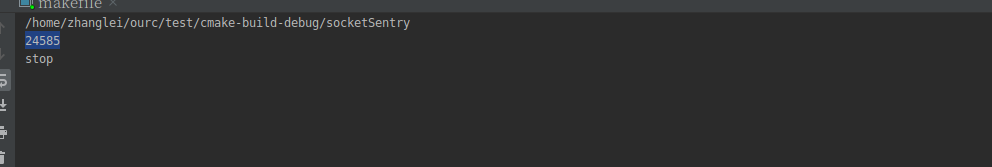 makefile
/home/zhanglei/ourc/test/cmake-build-debug/socketSentry
24585
stop